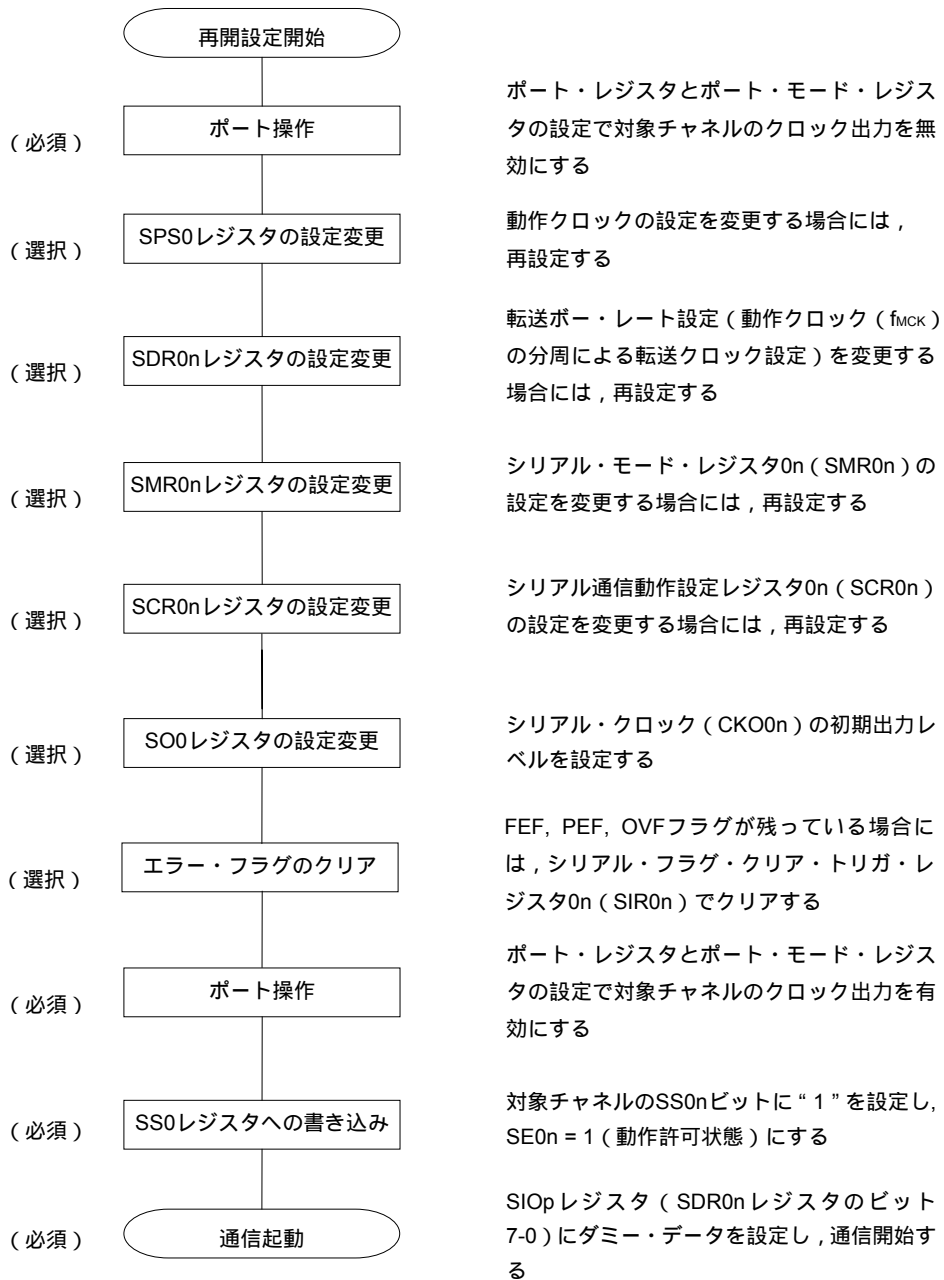 再開設定開始
（必須）
ポート操作
ポート・レジスタとポート・モード・レジス
タの設定で対象チャネルのクロック出力を無
効にする
（選択）
SPS0レジスタの設定変更
動作クロックの設定を変更する場合には，
再設定する
（選択）
SDR0nレジスタの設定変更
転送ボー・レート設定（動作クロック（fMCK）
の分周による転送クロック設定）を変更する
場合には，再設定する
（選択）
SMR0nレジスタの設定変更
シリアル・モード・レジスタ0n（SMR0n）の
設定を変更する場合には，再設定する
（選択）
SCR0nレジスタの設定変更
シリアル通信動作設定レジスタ0n（SCR0n）
の設定を変更する場合には，再設定する
（選択）
SO0レジスタの設定変更
シリアル・クロック（CKO0n）の初期出力レ
ベルを設定する
（選択）
エラー・フラグのクリア
FEF, PEF, OVFフラグが残っている場合に
は，シリアル・フラグ・クリア・トリガ・レ
ジスタ0n（SIR0n）でクリアする
（必須）
ポート操作
ポート・レジスタとポート・モード・レジス
タの設定で対象チャネルのクロック出力を有
効にする
（必須）
SS0レジスタへの書き込み
対象チャネルのSS0nビットに“1”を設定し,
SE0n = 1（動作許可状態）にする
（必須）
通信起動
SIOpレジスタ（SDR0nレジスタのビット
7-0）にダミー・データを設定し，通信開始す
る